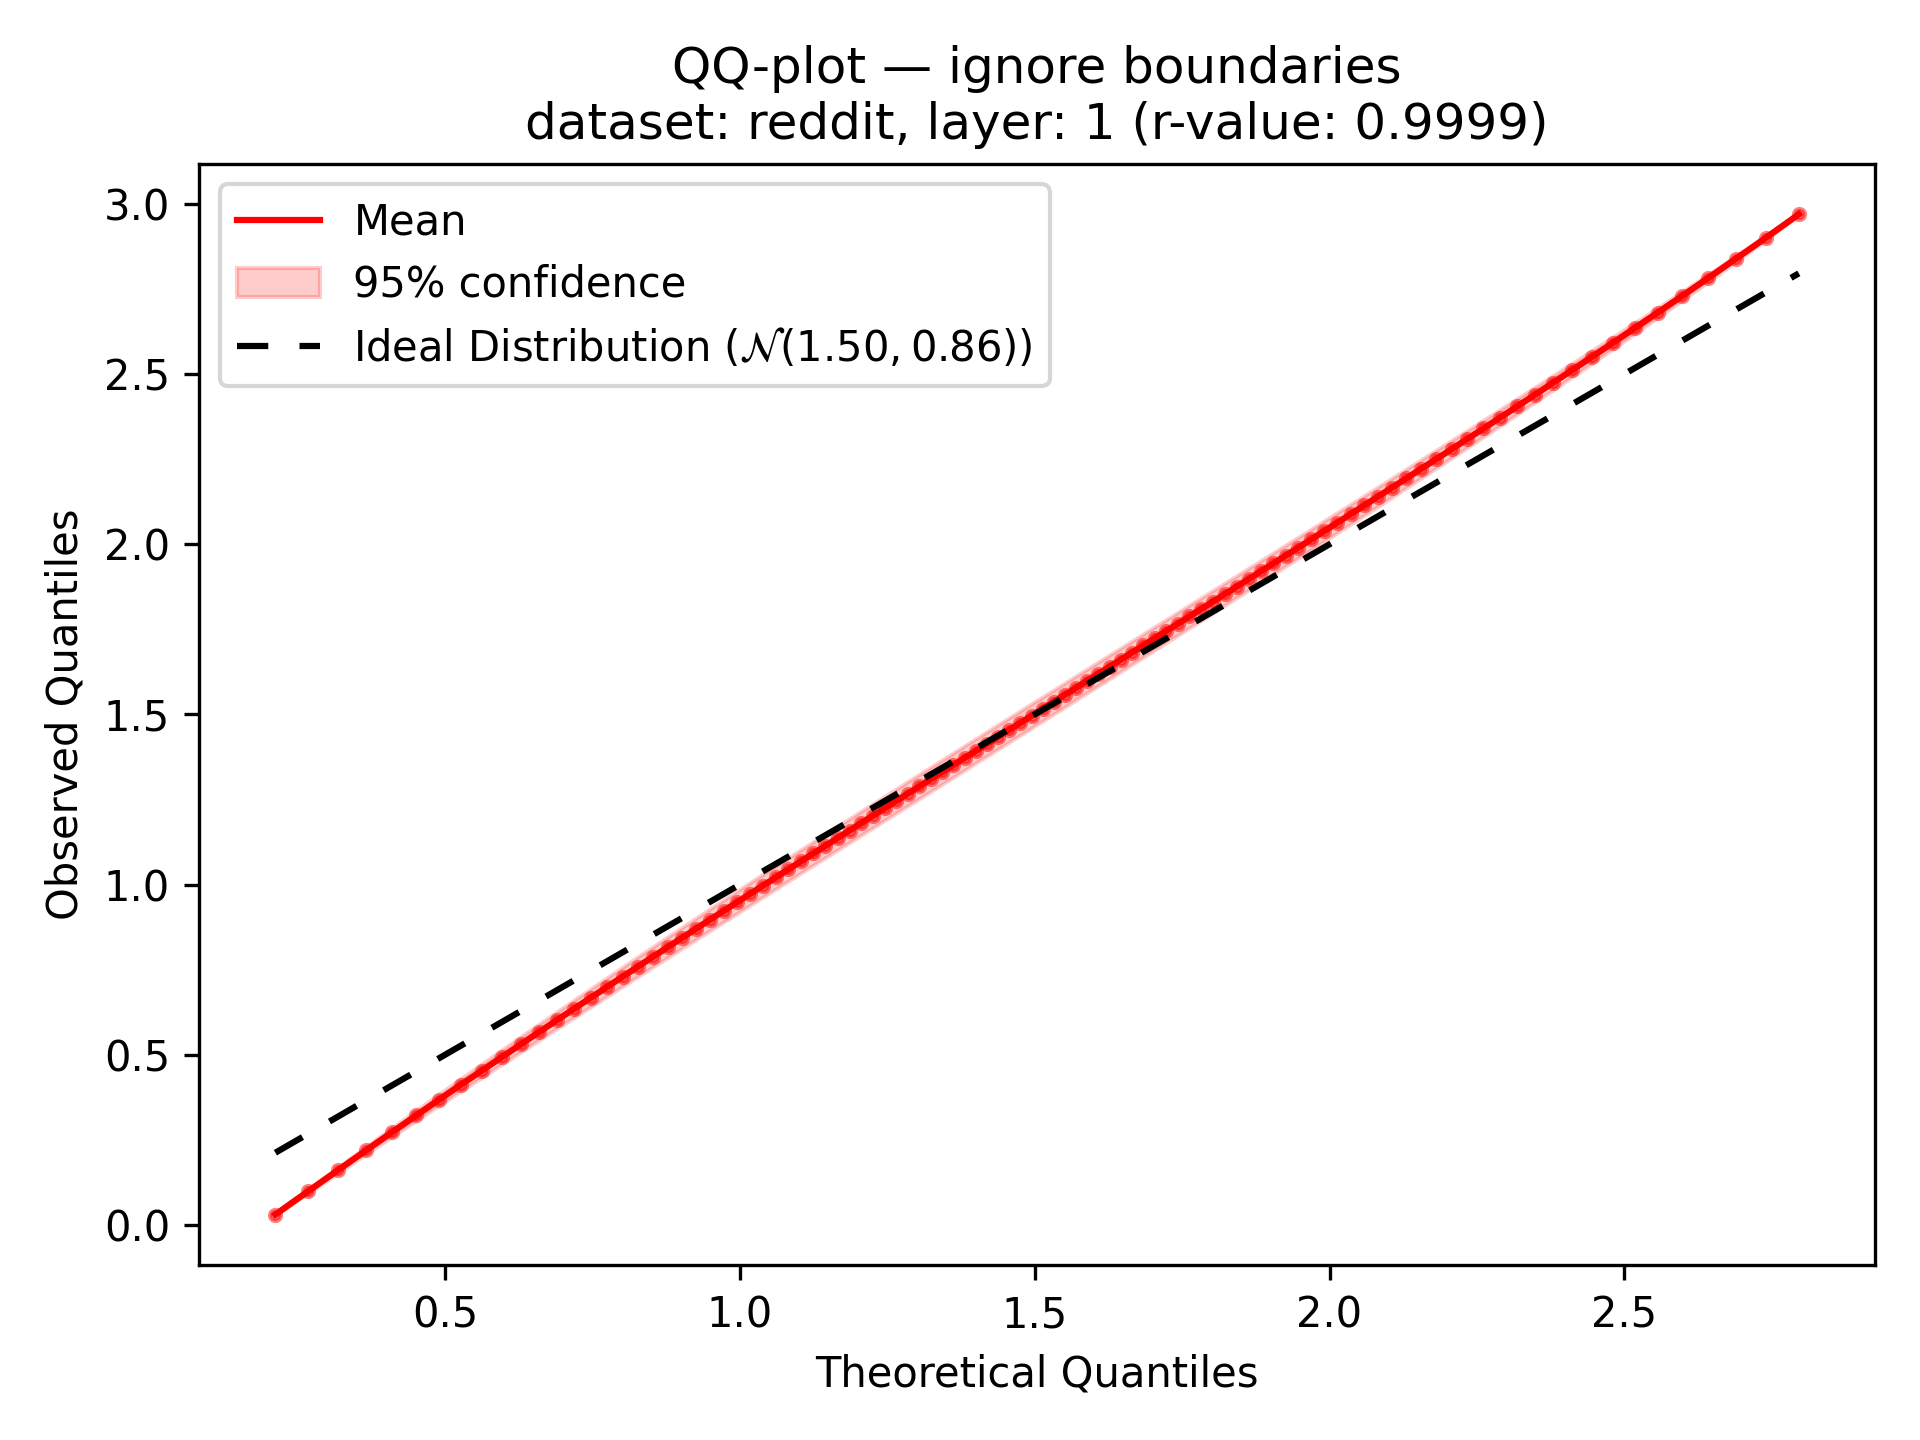 QQ-plot — ignore boundaries
dataset: reddit, layer: 1 (r-value: 0.9999)
Mean
95% confidence
Ideal Distribution (𝒩(1.50, 0.86))
3.0
2.5
2.0
1.5
1.0
0.5
0.0
Observed Quantiles
0.5 1.0 1.5 2.0 2.5
Theoretical Quantiles